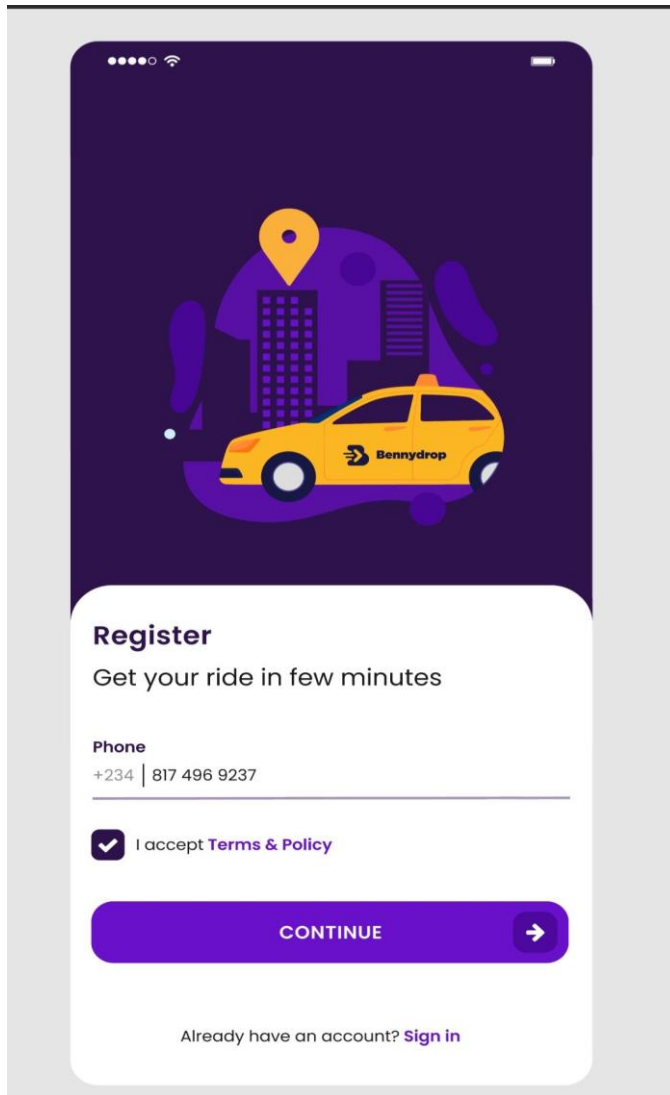 Bennydrop
Register
Get your ride in few minutes
Phone
+234 | 817 496 9237
I accept Terms & Policy
CONTINUE
Already have an account? Sign in